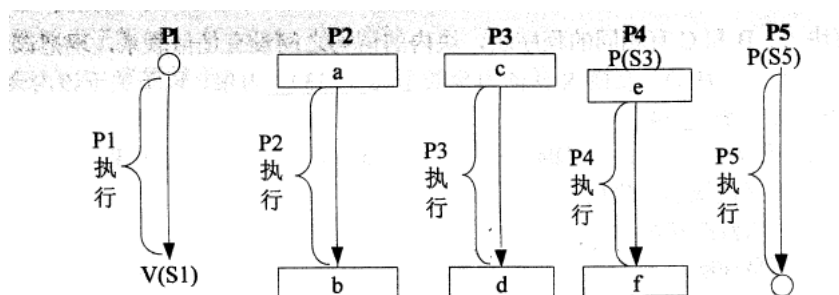 P1 P2 P3 P4 P5
P(S3) P(S5)
a c e
P1 执行 P2 执行 P3 执行 P4 执行 P5 执行
V(S1) b d f